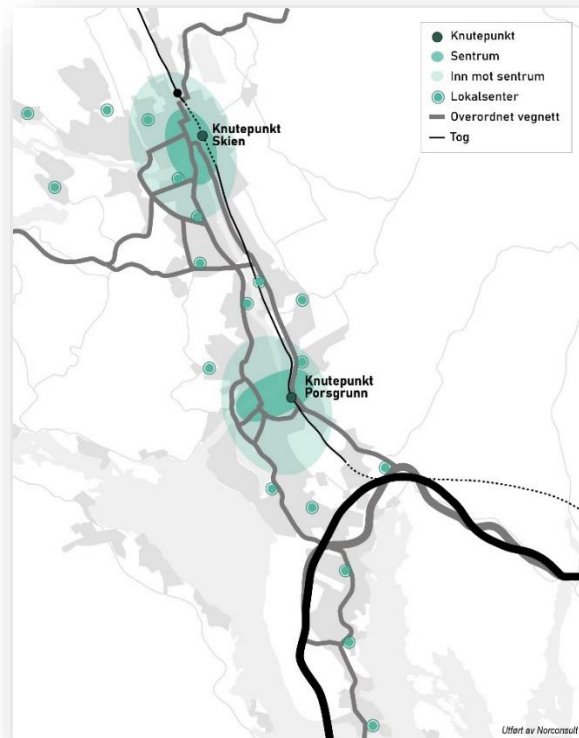 Knutepunkt
Sentrum
Inn mot sentrum
Lokalsenter
Overordnet vegnett
Tog
Knutepunkt
Skien
Knutepunkt
Porsgrunn
Utført av Norconsult